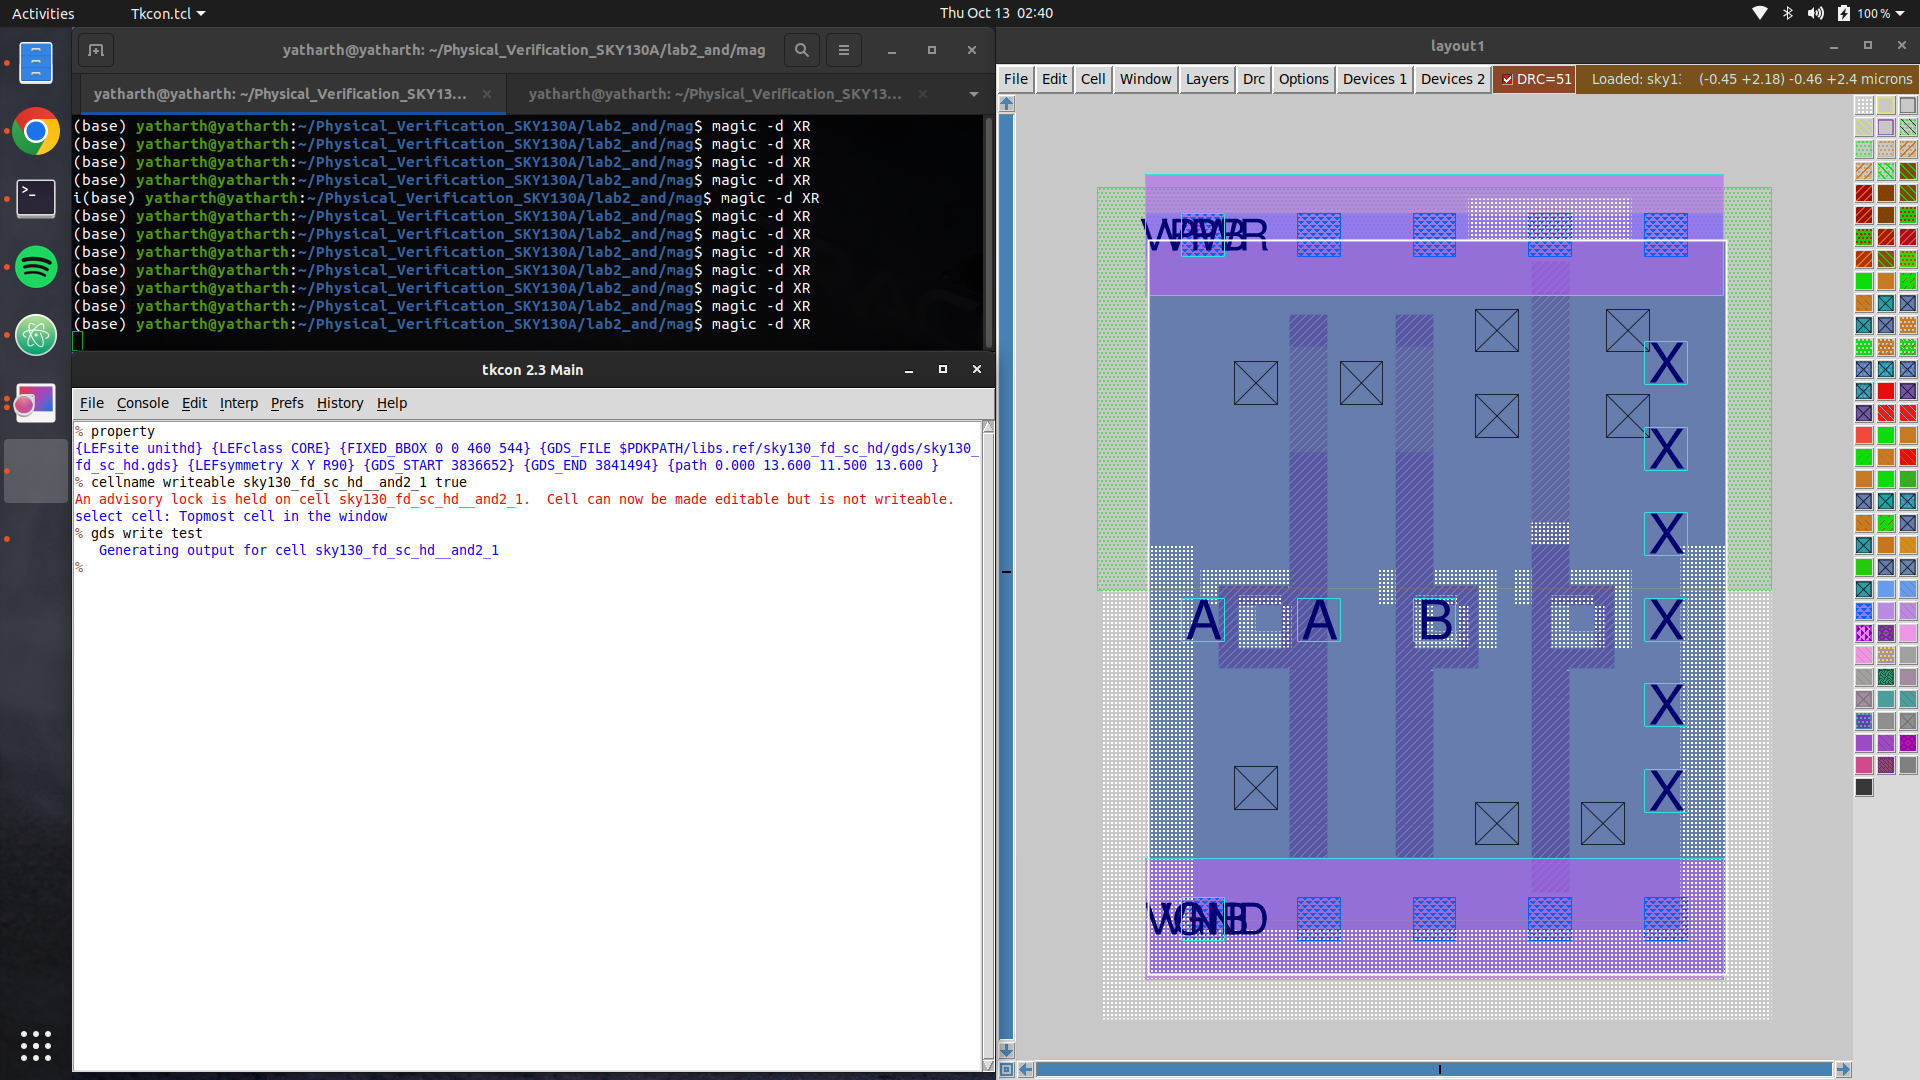 Activities
Tkcon.tcl
Thu Oct 13 02:40
100 %
yatharth@yatharth: ~/Physical_Verification_SKY130A/lab2_and/mag
yatharth@yatharth: ~/Physical_Verification_SKY13...
yatharth@yatharth: ~/Physical_Verification_SKY13...
(base) yatharth@yatharth:~/Physical_Verification_SKY130A/lab2_and/mag$ magic -d XR
(base) yatharth@yatharth:~/Physical_Verification_SKY130A/lab2_and/mag$ magic -d XR
(base) yatharth@yatharth:~/Physical_Verification_SKY130A/lab2_and/mag$ magic -d XR
(base) yatharth@yatharth:~/Physical_Verification_SKY130A/lab2_and/mag$ magic -d XR
i(base) yatharth@yatharth:~/Physical_Verification_SKY130A/lab2_and/mag$ magic -d XR
(base) yatharth@yatharth:~/Physical_Verification_SKY130A/lab2_and/mag$ magic -d XR
(base) yatharth@yatharth:~/Physical_Verification_SKY130A/lab2_and/mag$ magic -d XR
(base) yatharth@yatharth:~/Physical_Verification_SKY130A/lab2_and/mag$ magic -d XR
(base) yatharth@yatharth:~/Physical_Verification_SKY130A/lab2_and/mag$ magic -d XR
(base) yatharth@yatharth:~/Physical_Verification_SKY130A/lab2_and/mag$ magic -d XR
(base) yatharth@yatharth:~/Physical_Verification_SKY130A/lab2_and/mag$ magic -d XR
(base) yatharth@yatharth:~/Physical_Verification_SKY130A/lab2_and/mag$ magic -d XR
tkcon 2.3 Main
File Console Edit Interp Prefs History Help
% property
{LEFsite unithd} {LEFclass CORE} {FIXED_BBOX 0 0 460 544} {GDS_FILE $PDKPATH/libs.ref/sky130_fd_sc_hd/gds/sky130_
fd_sc_hd.gds} {LEFsymmetry X Y R90} {GDS_START 3836652} {GDS_END 3841494} {path 0.000 13.600 11.500 13.600 }
% cellname writeable sky130_fd_sc_hd__and2_1 true
An advisory lock is held on cell sky130_fd_sc_hd__and2_1.  Cell can now be made editable but is not writeable.
select cell: Topmost cell in the window
% gds write test
   Generating output for cell sky130_fd_sc_hd__and2_1
%
layout1
File Edit Cell Window Layers Drc Options Devices 1 Devices 2 DRC=51 Loaded: sky1: (-0.45 +2.18) -0.46 +2.4 microns
X
X
X
A A B X
X
X